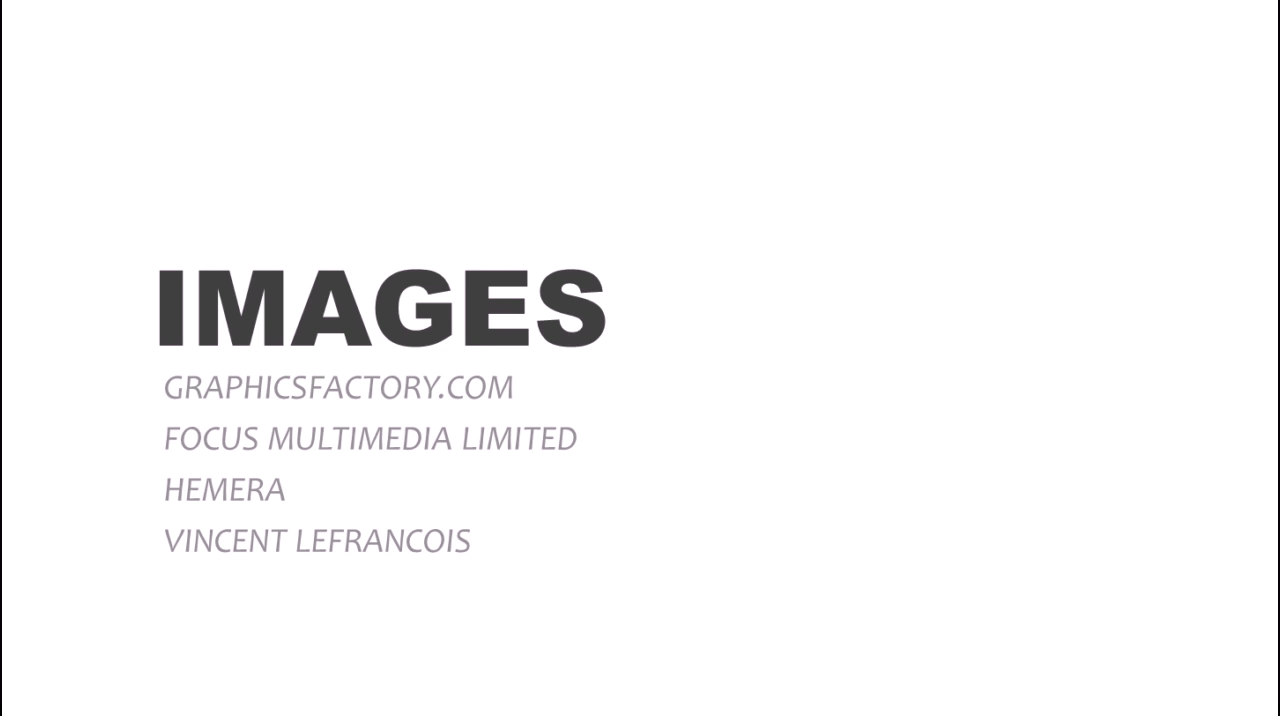 IMAGES
GRAPHICSFACTORY.COM
FOCUS MULTIMEDIA LIMITED
HEMERA
VINCENT LEFRANCOIS